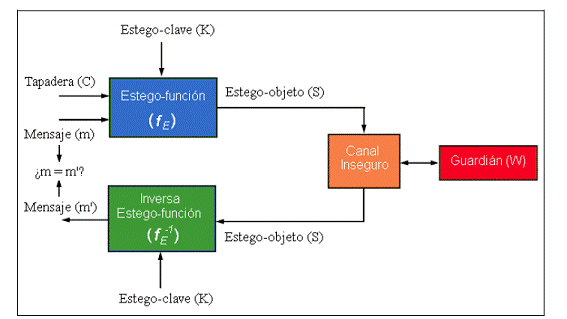 Estego-clave (K)
Tapadera (C)
Estego-función
(fE)
Estego-objeto (S)
Mensaje (m)
Canal
Inseguro
Guardián (W)
¿m = m'?
Mensaje (m')
Inversa
Estego-función
(fE-1)
Estego-objeto (S)
Estego-clave (K)